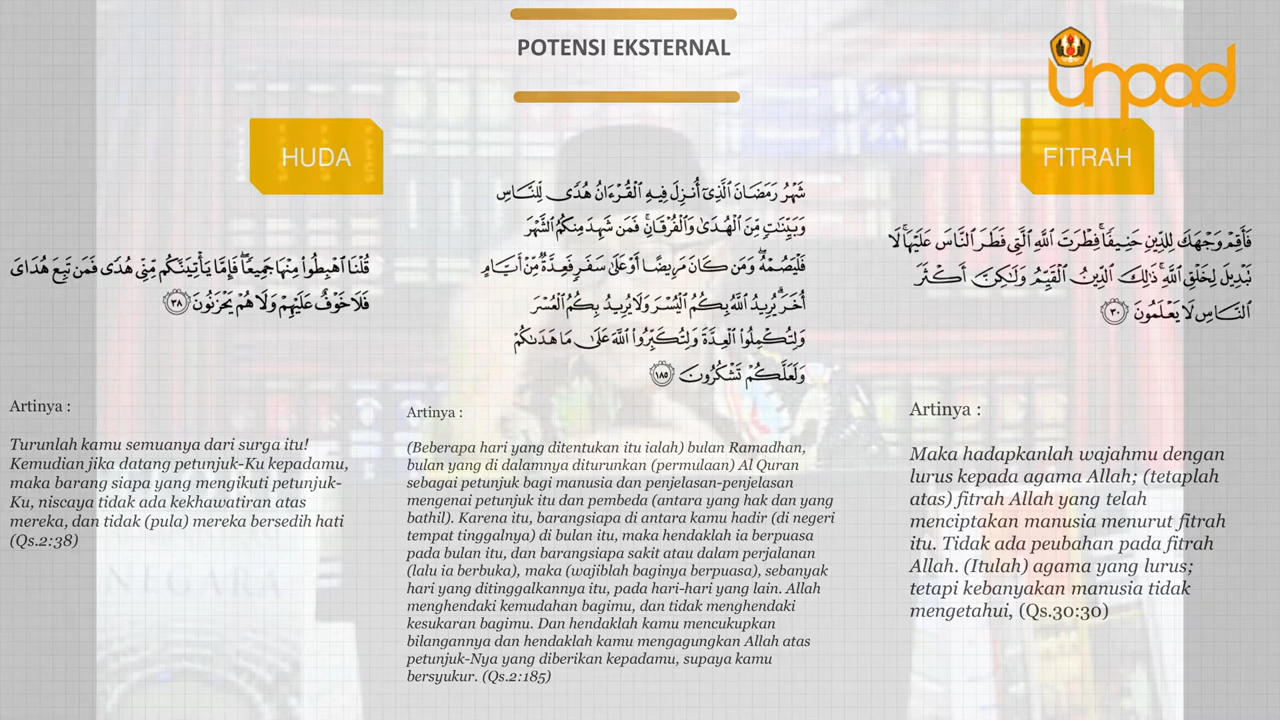 POTENSI EKSTERNAL
unpad
HUDA
قُلْنَا ٱهْبِطُوا۟ مِنْهَا جَمِيعًا ۖ فَإِمَّا يَأْتِيَنَّكُم مِّنِّى هُدًى فَمَن تَبِعَ هُدَاىَ
فَلَا خَوْفٌ عَلَيْهِمْ وَلَا هُمْ يَحْزَنُونَ ٣٨
Artinya :
Turunlah kamu semuanya dari surga itu!
Kemudian jika datang petunjuk-Ku kepadamu,
maka barang siapa yang mengikuti petunjuk-
Ku, niscaya tidak ada kekhawatiran atas
mereka, dan tidak (pula) mereka bersedih hati
(Qs.2:38)
شَهْرُ رَمَضَانَ ٱلَّذِىٓ أُنزِلَ فِيهِ ٱلْقُرْءَانُ هُدًى لِّلنَّاسِ
وَبَيِّنَٰتٍ مِّنَ ٱلْهُدَىٰ وَٱلْفُرْقَانِ ۚ فَمَن شَهِدَ مِنكُمُ ٱلشَّهْرَ
فَلْيَصُمْهُ ۖ وَمَن كَانَ مَرِيضًا أَوْ عَلَىٰ سَفَرٍ فَعِدَّةٌ مِّنْ أَيَّامٍ
أُخَرَ ۗ يُرِيدُ ٱللَّهُ بِكُمُ ٱلْيُسْرَ وَلَا يُرِيدُ بِكُمُ ٱلْعُسْرَ
وَلِتُكْمِلُوا۟ ٱلْعِدَّةَ وَلِتُكَبِّرُوا۟ ٱللَّهَ عَلَىٰ مَا هَدَىٰكُمْ
وَلَعَلَّكُمْ تَشْكُرُونَ ١٨٥
Artinya :
(Beberapa hari yang ditentukan itu ialah) bulan Ramadhan,
bulan yang di dalamnya diturunkan (permulaan) Al Quran
sebagai petunjuk bagi manusia dan penjelasan-penjelasan
mengenai petunjuk itu dan pembeda (antara yang hak dan yang
bathil). Karena itu, barangsiapa di antara kamu hadir (di negeri
tempat tinggalnya) di bulan itu, maka hendaklah ia berpuasa
pada bulan itu, dan barangsiapa sakit atau dalam perjalanan
(lalu ia berbuka), maka (wajiblah baginya berpuasa), sebanyak
hari yang ditinggalkannya itu, pada hari-hari yang lain. Allah
menghendaki kemudahan bagimu, dan tidak menghendaki
kesukaran bagimu. Dan hendaklah kamu mencukupkan
bilangannya dan hendaklah kamu mengagungkan Allah atas
petunjuk-Nya yang diberikan kepadamu, supaya kamu
bersyukur. (Qs.2:185)
FITRAH
فَأَقِمْ وَجْهَكَ لِلدِّينِ حَنِيفًا ۚ فِطْرَتَ ٱللَّهِ ٱلَّتِى فَطَرَ ٱلنَّاسَ عَلَيْهَا ۚ لَا
تَبْدِيلَ لِخَلْقِ ٱللَّهِ ۚ ذَٰلِكَ ٱلدِّينُ ٱلْقَيِّمُ وَلَٰكِنَّ أَكْثَرَ
ٱلنَّاسِ لَا يَعْلَمُونَ ٣٠
Artinya :
Maka hadapkanlah wajahmu dengan
lurus kepada agama Allah; (tetaplah
atas) fitrah Allah yang telah
menciptakan manusia menurut fitrah
itu. Tidak ada peubahan pada fitrah
Allah. (Itulah) agama yang lurus;
tetapi kebanyakan manusia tidak
mengetahui, (Qs.30:30)
NEGARA